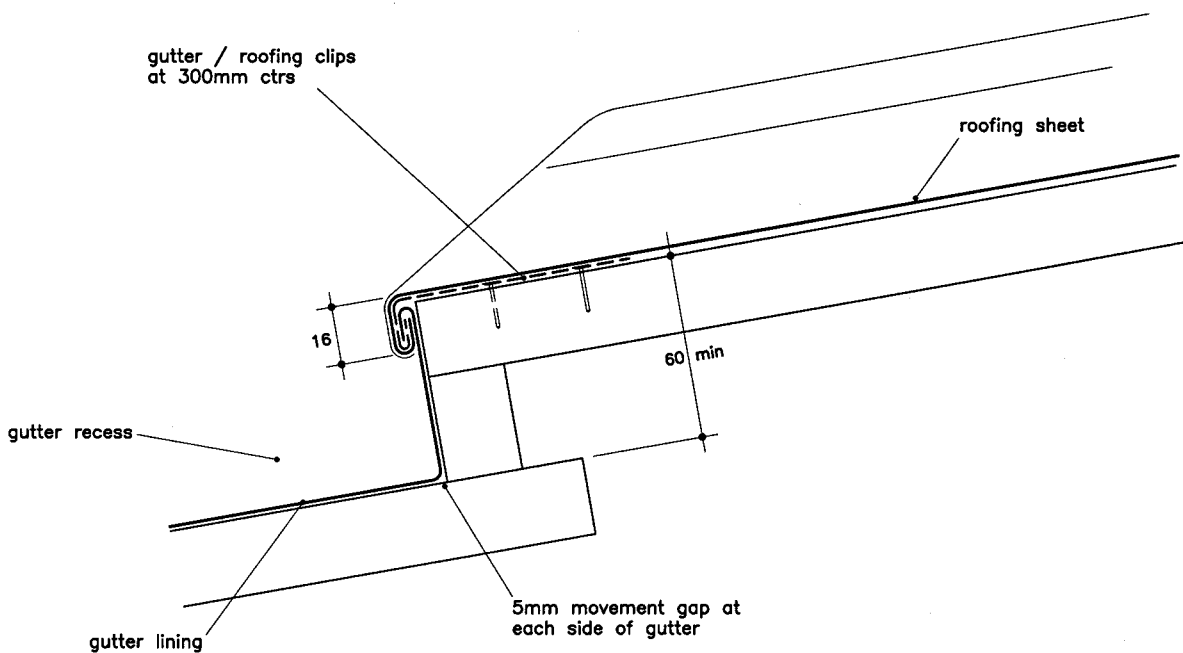 gutter / roofing clips
at 300mm ctrs
roofing sheet
16
60 min
gutter recess
5mm movement gap at
each side of gutter
gutter lining